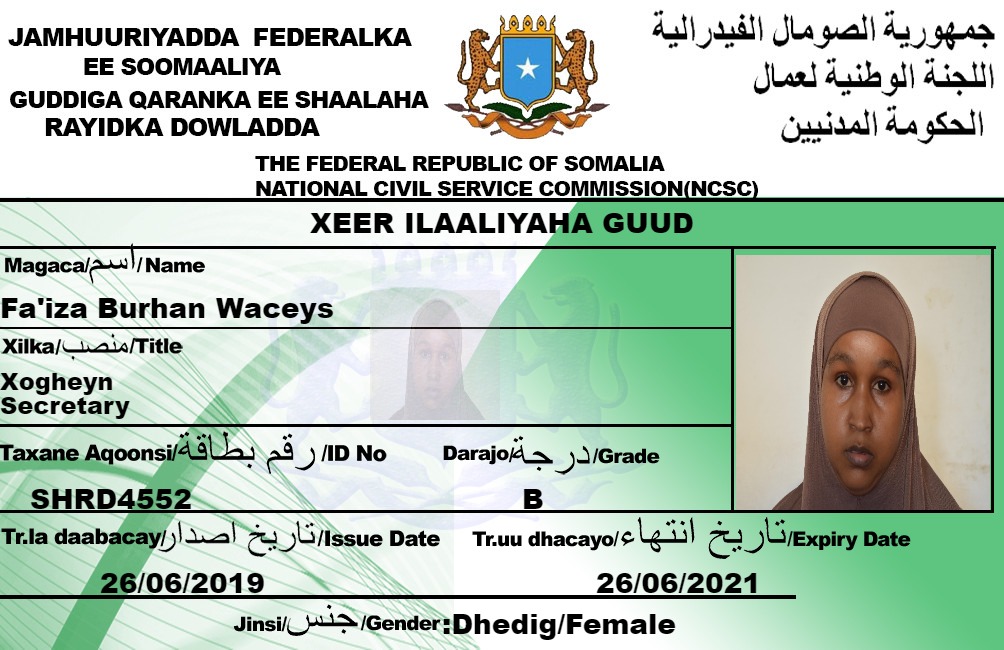 JAMHUURIYADDA FEDERALKA
EE SOOMAALIYA
GUDDIGA QARANKA EE SHAALAHA
RAYIDKA DOWLADDA
جمهورية الصومال الفيدرالية
اللجنة الوطنية لعمال
الحكومة المدنيين
THE FEDERAL REPUBLIC OF SOMALIA
NATIONAL CIVIL SERVICE COMMISSION(NCSC)
XEER ILAALIYAHA GUUD
Magaca/اسم/Name
Fa'iza Burhan Waceys
Xilka/منصب/Title
Xogheyn
Secretary
Taxane Aqoonsi/رقم بطاقة/ID No
SHRD4552
Darajo/درجة/Grade
B
Tr.la daabacay/تاريخ اصدار/Issue Date
26/06/2019
Tr.uu dhacayo/تاريخ انتهاء/Expiry Date
26/06/2021
Jinsi/جنس/Gender:Dhedig/Female